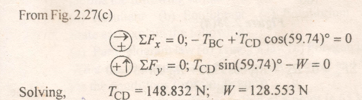 From Fig. 2.27(c)
→+ ΣFx = 0; – TBC + TCD cos(59.74)° = 0
+↑ ΣFy = 0; TCD sin(59.74)° – W = 0
Solving, TCD = 148.832 N; W = 128.553 N